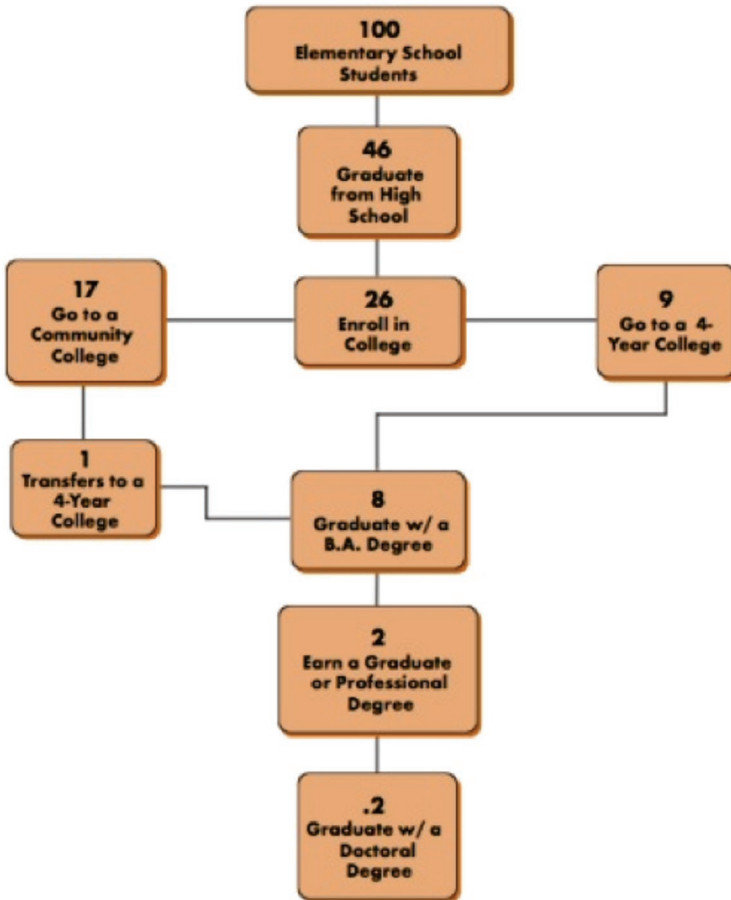 100
Elementary School
Students
46
Graduate
from High
School
17
Go to a
Community
College
26
Enroll in
College
9
Go to a 4-
Year College
1
Transfers to a
4-Year
College
8
Graduate w/ a
B.A. Degree
2
Earn a Graduate
or Professional
Degree
.2
Graduate w/ a
Doctoral
Degree